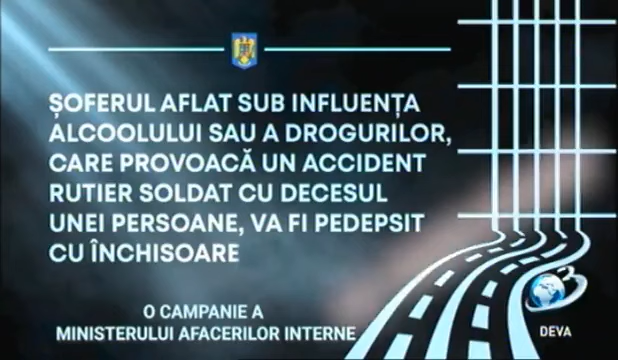 ȘOFERUL AFLAT SUB INFLUENȚA
ALCOOLULUI SAU A DROGURILOR,
CARE PROVOACĂ UN ACCIDENT
RUTIER SOLDAT CU DECESUL
UNEI PERSOANE, VA FI PEDEPSIT
CU ÎNCHISOARE
O CAMPANIE A
MINISTERULUI AFACERILOR INTERNE
3
DEVA